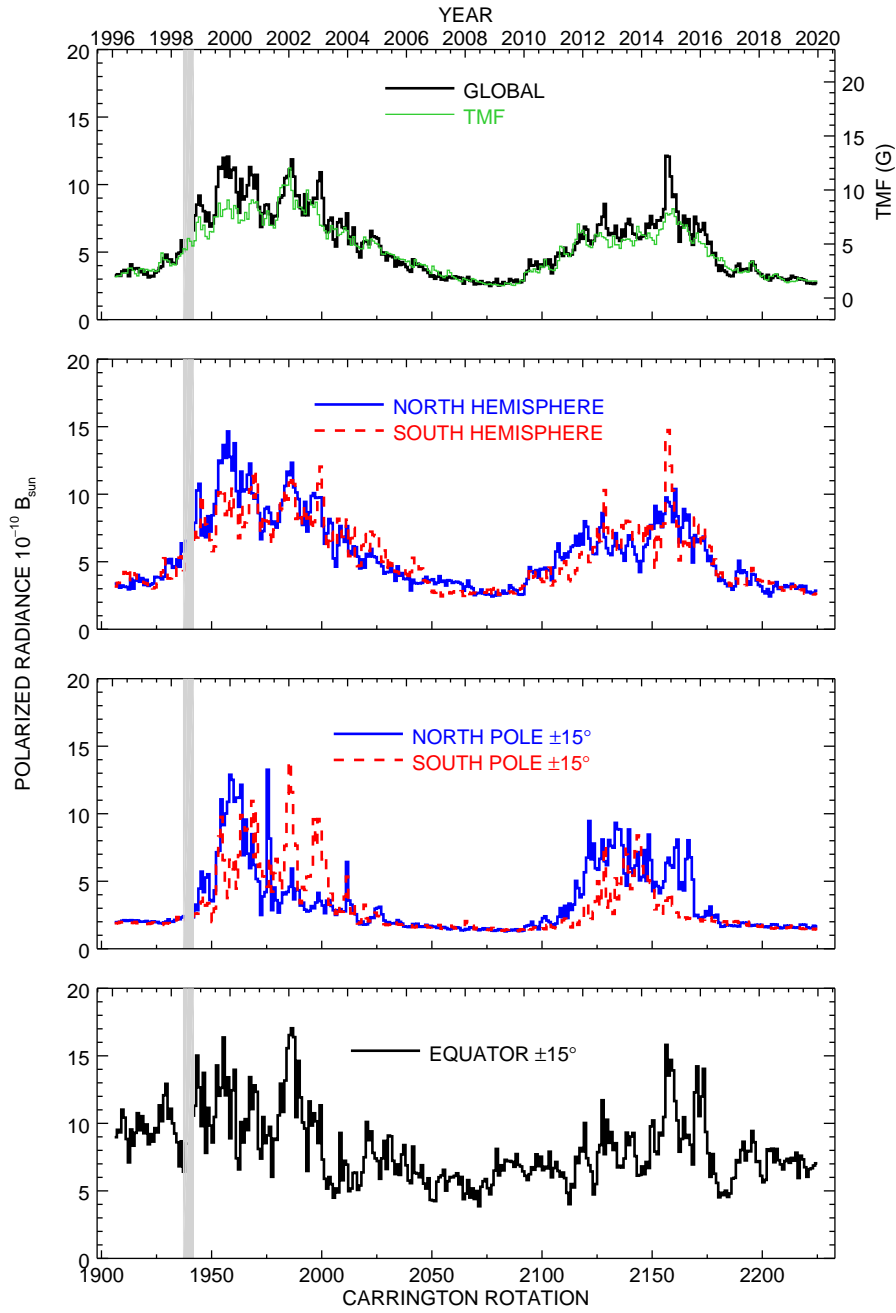 YEAR
1996 1998 2000 2002 2004 2006 2008 2010 2012 2014 2016 2018 2020
20
15
10
5
0
GLOBAL
TMF
20
15
10
5
0
TMF (G)
POLARIZED RADIANCE 10⁻¹⁰ B_sun
20
15
10
5
0
NORTH HEMISPHERE
SOUTH HEMISPHERE
20
15
10
5
0
NORTH POLE ±15°
SOUTH POLE ±15°
20
15
10
5
0
EQUATOR ±15°
1900 1950 2000 2050 2100 2150 2200
CARRINGTON ROTATION